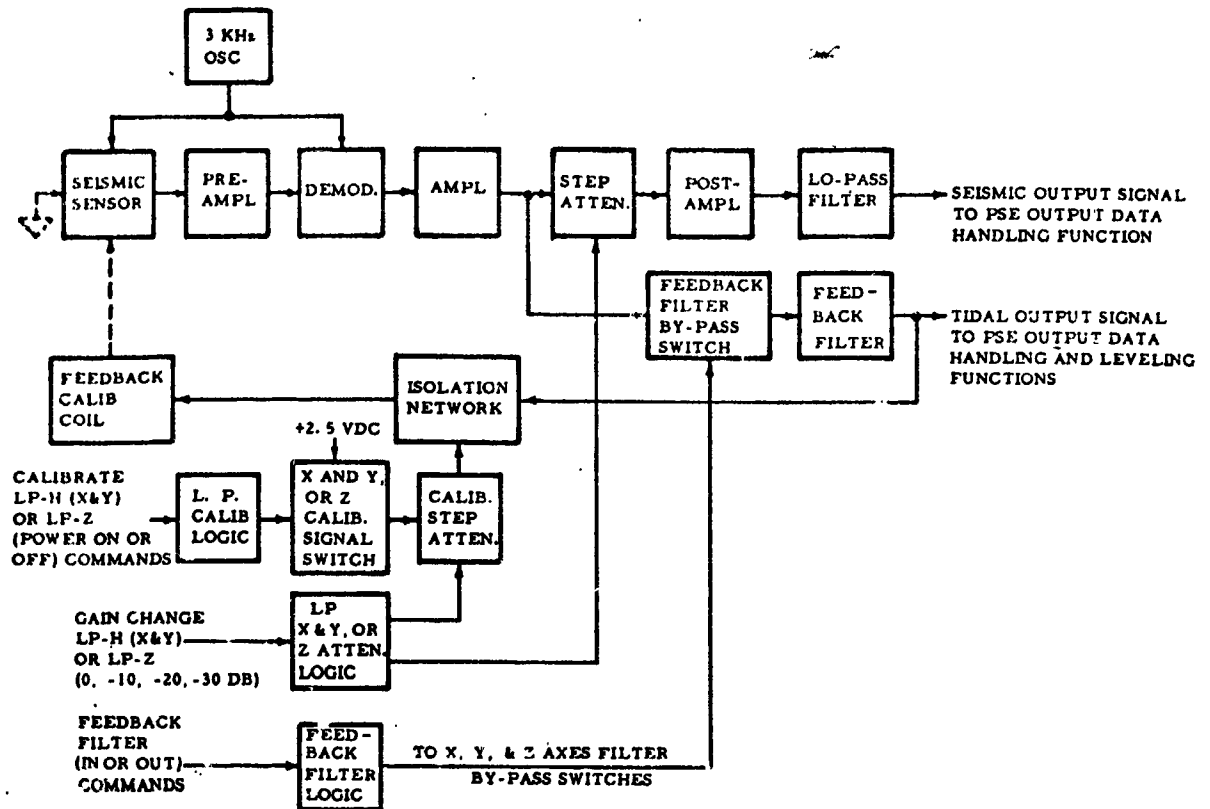 3 KHz
OSC
SEISMIC
SENSOR
PRE-
AMPL
DEMOD.
AMPL
STEP
ATTEN.
POST-
AMPL
LO-PASS
FILTER
SEISMIC OUTPUT SIGNAL
TO PSE OUTPUT DATA
HANDLING FUNCTION
FEEDBACK
FILTER
BY-PASS
SWITCH
FEED-
BACK
FILTER
TIDAL OUTPUT SIGNAL
TO PSE OUTPUT DATA
HANDLING AND LEVELING
FUNCTIONS
FEEDBACK
CALIB
COIL
ISOLATION
NETWORK
+2.5 VDC
CALIBRATE
LP-H (X&Y)
OR LP-Z
(POWER ON OR
OFF) COMMANDS
L. P.
CALIB
LOGIC
X AND Y,
OR Z
CALIB.
SIGNAL
SWITCH
CALIB.
STEP
ATTEN.
GAIN CHANGE
LP-H (X&Y)
OR LP-Z
(0, -10, -20, -30 DB)
LP
X & Y, OR
Z ATTEN.
LOGIC
FEEDBACK
FILTER
(IN OR OUT)
COMMANDS
FEED-
BACK
FILTER
LOGIC
TO X, Y, & Z AXES FILTER
BY-PASS SWITCHES